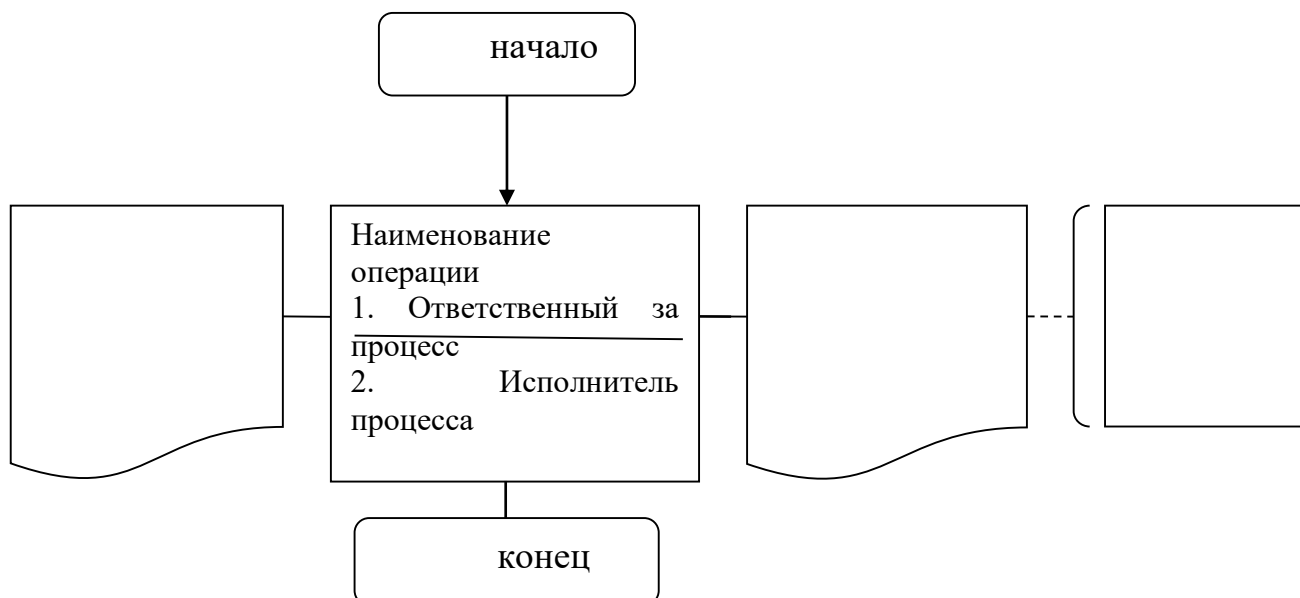 начало
Наименование
операции
1. Ответственный за
процесс
2. Исполнитель
процесса
конец